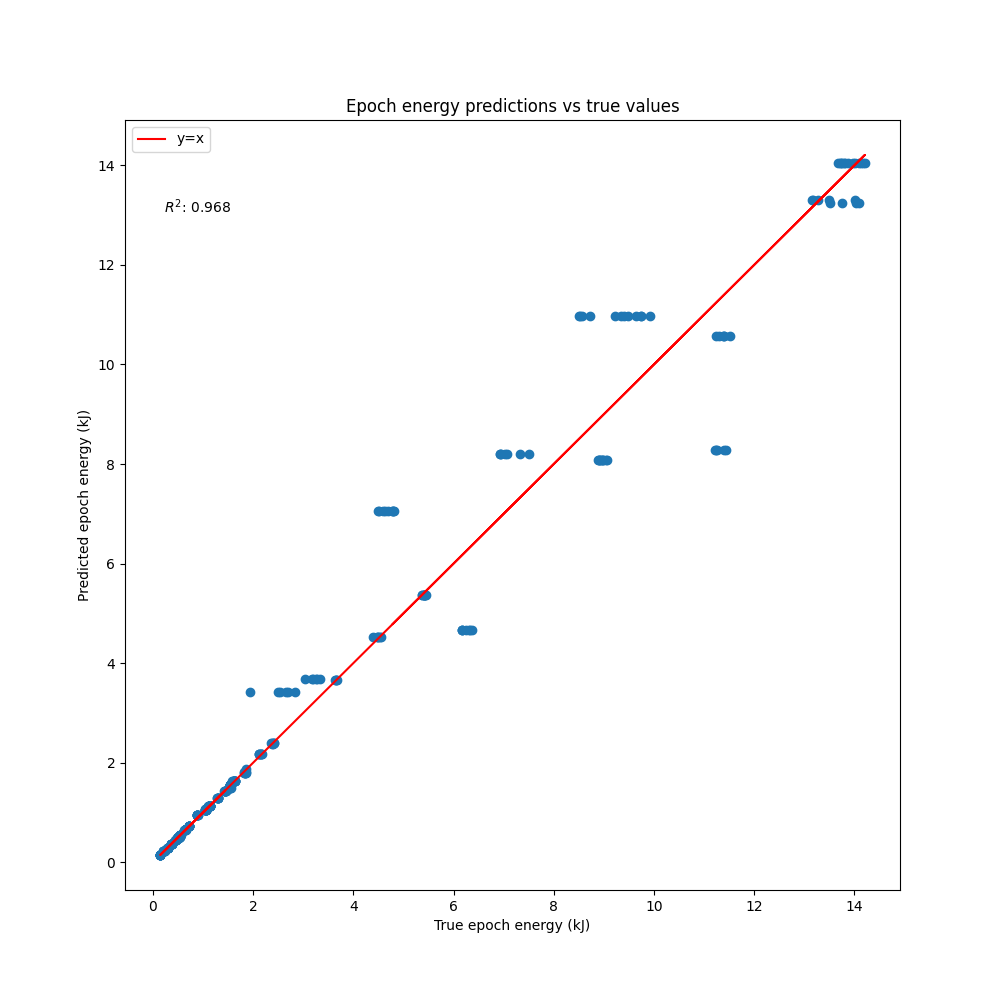 Epoch energy predictions vs true values
y=x
R²: 0.968
Predicted epoch energy (kJ)
14
12
10
8
6
4
2
0
0 2 4 6 8 10 12 14
True epoch energy (kJ)